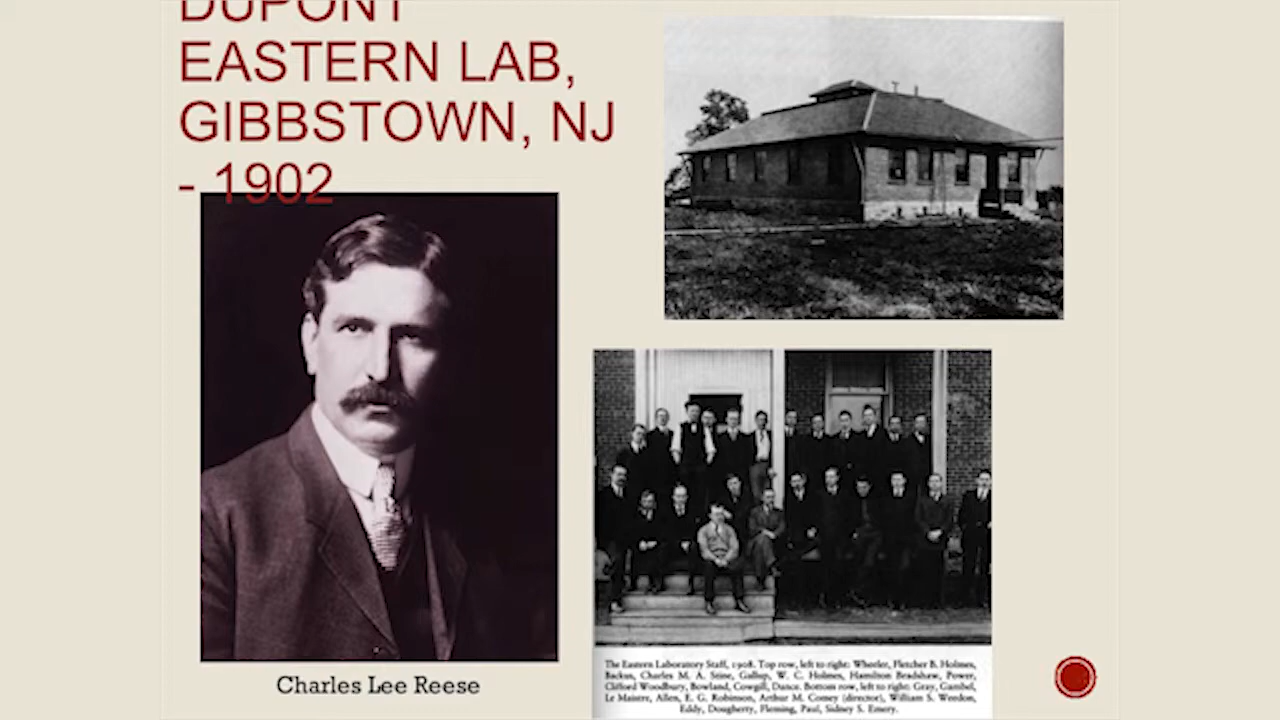 DUPONT
EASTERN LAB,
GIBBSTOWN, NJ
- 1902
Charles Lee Reese
The Eastern Laboratory Staff, 1908. Top row, left to right: Wheeler, Fletcher B. Holmes,
Backus, Charles M. A. Stine, Gallup, W. C. Holmes, Hamilton Bradshaw, Power,
Clifford Woodbury, Bowland, Cowgill, Dance. Bottom row, left to right: Gray, Gambel,
Le Maistre, Allen, E. G. Robinson, Arthur M. Comey (director), William S. Weedon,
Eddy, Dougherty, Fleming, Paul, Sidney S. Emery.